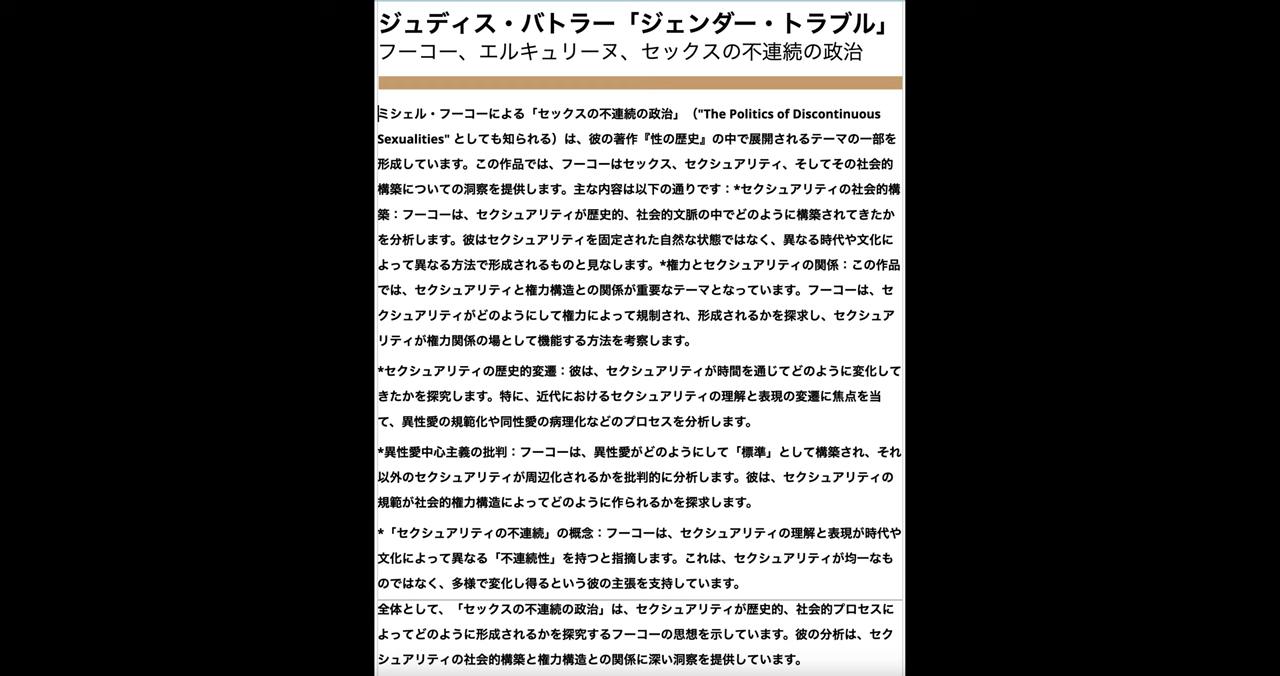 ジュディス・バトラー「ジェンダー・トラブル」
フーコー、エルキュリーヌ、セックスの不連続の政治
ミシェル・フーコーによる「セックスの不連続の政治」（"The Politics of Discontinuous
Sexualities" としても知られる）は、彼の著作『性の歴史』の中で展開されるテーマの一部を
形成しています。この作品では、フーコーはセックス、セクシュアリティ、そしてその社会的
構築についての洞察を提供します。主な内容は以下の通りです：*セクシュアリティの社会的構
築：フーコーは、セクシュアリティが歴史的、社会的文脈の中でどのように構築されてきたか
を分析します。彼はセクシュアリティを固定された自然な状態ではなく、異なる時代や文化に
よって異なる方法で形成されるものと見なします。*権力とセクシュアリティの関係：この作品
では、セクシュアリティと権力構造との関係が重要なテーマとなっています。フーコーは、セ
クシュアリティがどのようにして権力によって規制され、形成されるかを探求し、セクシュア
リティが権力関係の場として機能する方法を考察します。
*セクシュアリティの歴史的変遷：彼は、セクシュアリティが時間を通じてどのように変化して
きたかを探究します。特に、近代におけるセクシュアリティの理解と表現の変遷に焦点を当
て、異性愛の規範化や同性愛の病理化などのプロセスを分析します。
*異性愛中心主義の批判：フーコーは、異性愛がどのようにして「標準」として構築され、それ
以外のセクシュアリティが周辺化されるかを批判的に分析します。彼は、セクシュアリティの
規範が社会的権力構造によってどのように作られるかを探求します。
*「セクシュアリティの不連続」の概念：フーコーは、セクシュアリティの理解と表現が時代や
文化によって異なる「不連続性」を持つと指摘します。これは、セクシュアリティが均一なも
のではなく、多様で変化し得るという彼の主張を支持しています。
全体として、「セックスの不連続の政治」は、セクシュアリティが歴史的、社会的プロセスに
よってどのように形成されるかを探究するフーコーの思想を示しています。彼の分析は、セク
シュアリティの社会的構築と権力構造との関係に深い洞察を提供しています。